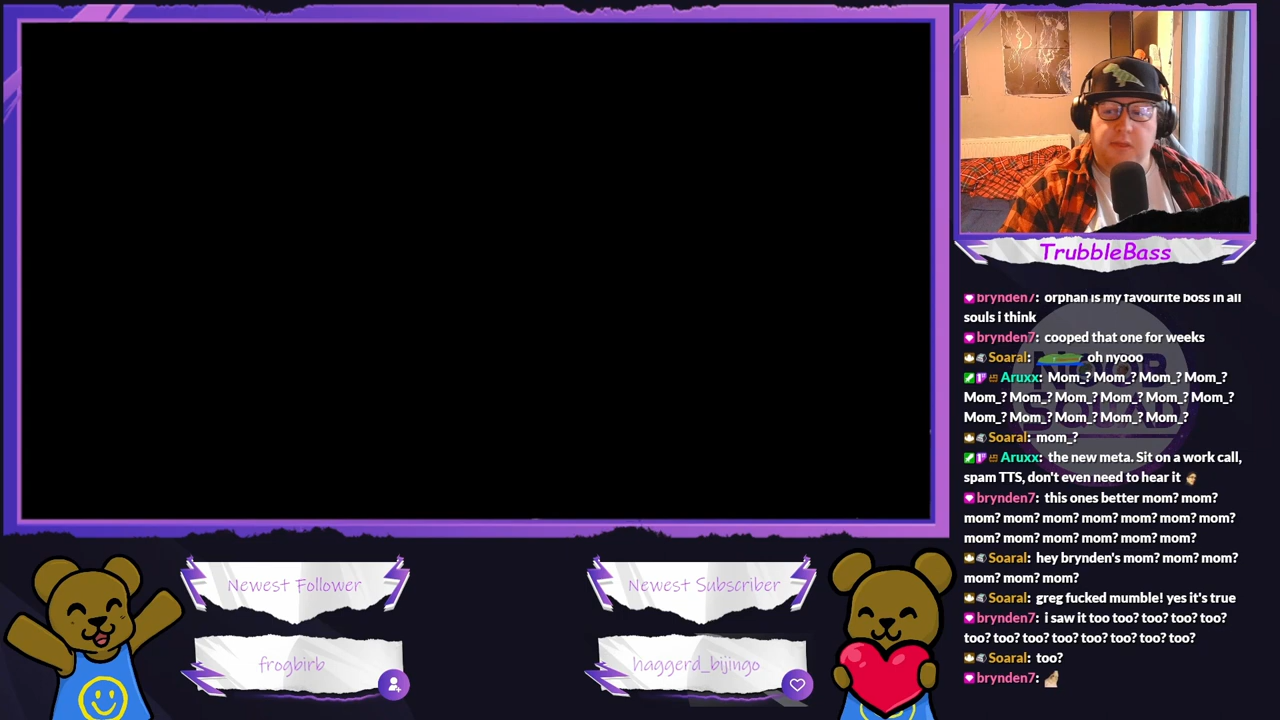 TrubbleBass
brynden7: orphan is my favourite boss in all
souls i think
brynden7: cooped that one for weeks
Soaral: oh nyooo
Aruxx: Mom_? Mom_? Mom_? Mom_?
Mom_? Mom_? Mom_? Mom_? Mom_? Mom_?
Mom_? Mom_? Mom_? Mom_? Mom_?
Soaral: mom_?
Aruxx: the new meta. Sit on a work call,
spam TTS, don't even need to hear it
brynden7: this ones better mom? mom?
mom? mom? mom? mom? mom? mom? mom?
mom? mom? mom? mom? mom? mom?
Soaral: hey brynden's mom? mom? mom?
mom? mom? mom?
Soaral: greg fucked mumble! yes it's true
brynden7: i saw it too too? too? too? too?
too? too? too? too? too? too? too? too?
Soaral: too?
brynden7:
NOOB
SQUAD
Newest Follower
frogbirb
Newest Subscriber
haggerd_bijingo